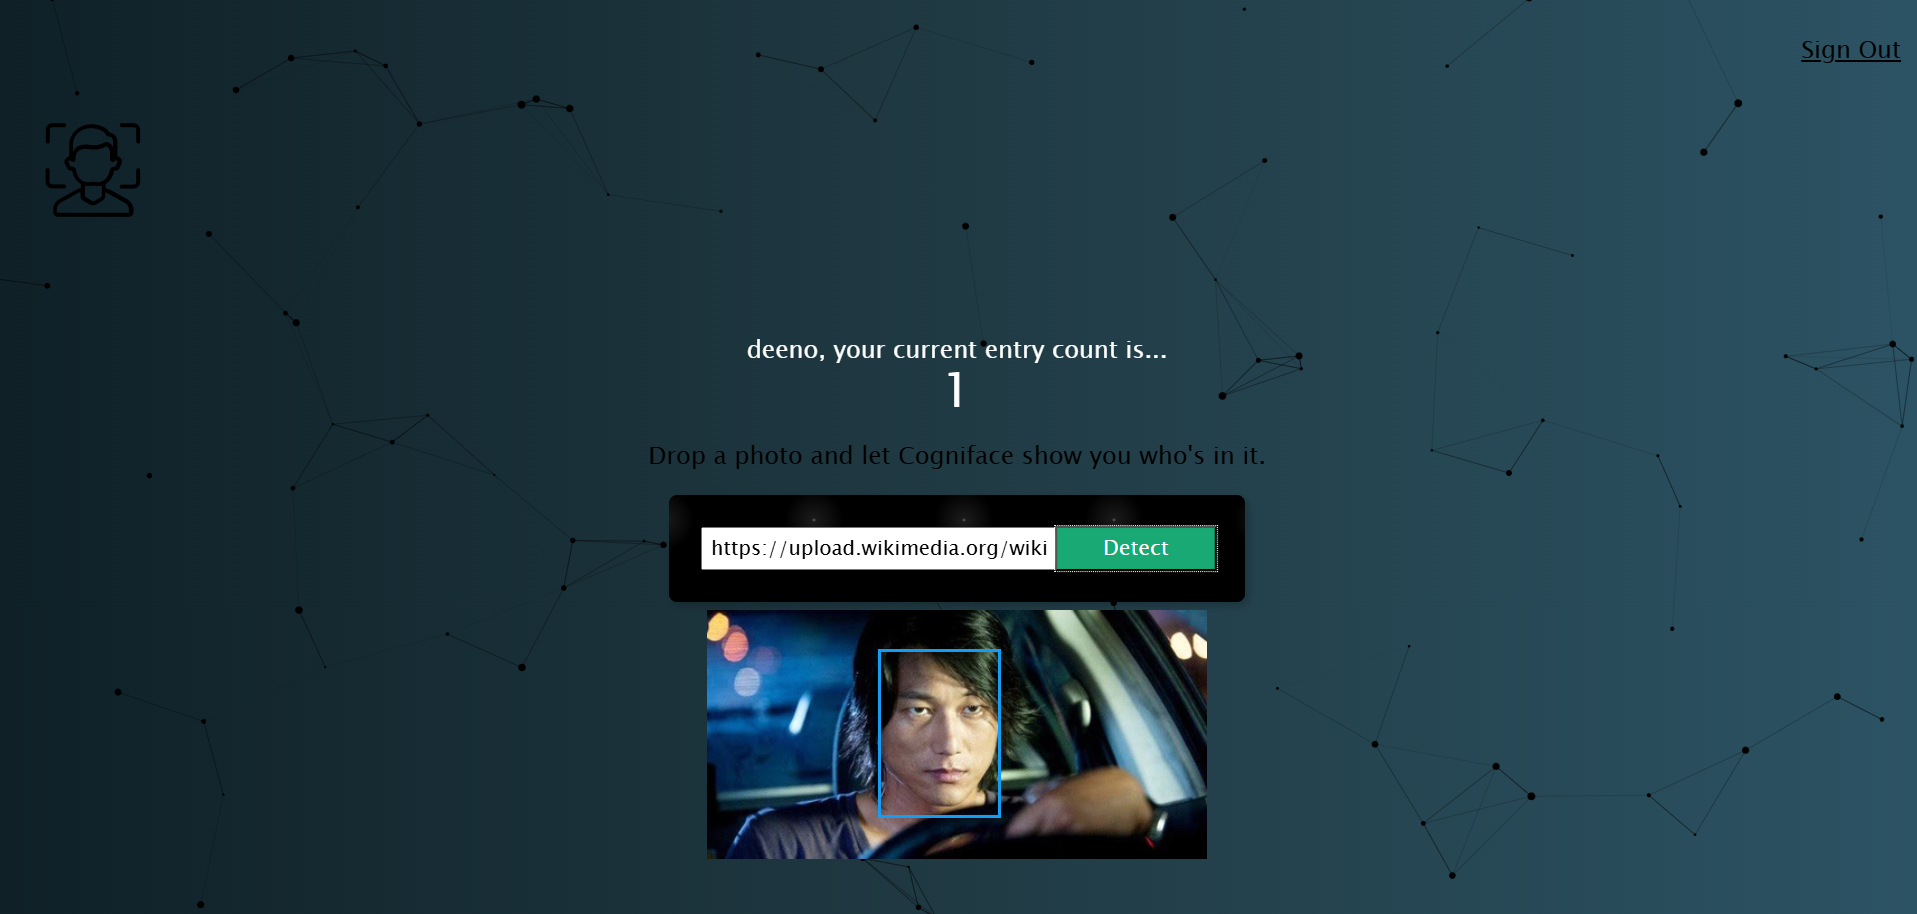 Sign Out
deeno, your current entry count is...
1
Drop a photo and let Cogniface show you who's in it.
https://upload.wikimedia.org/wiki
Detect